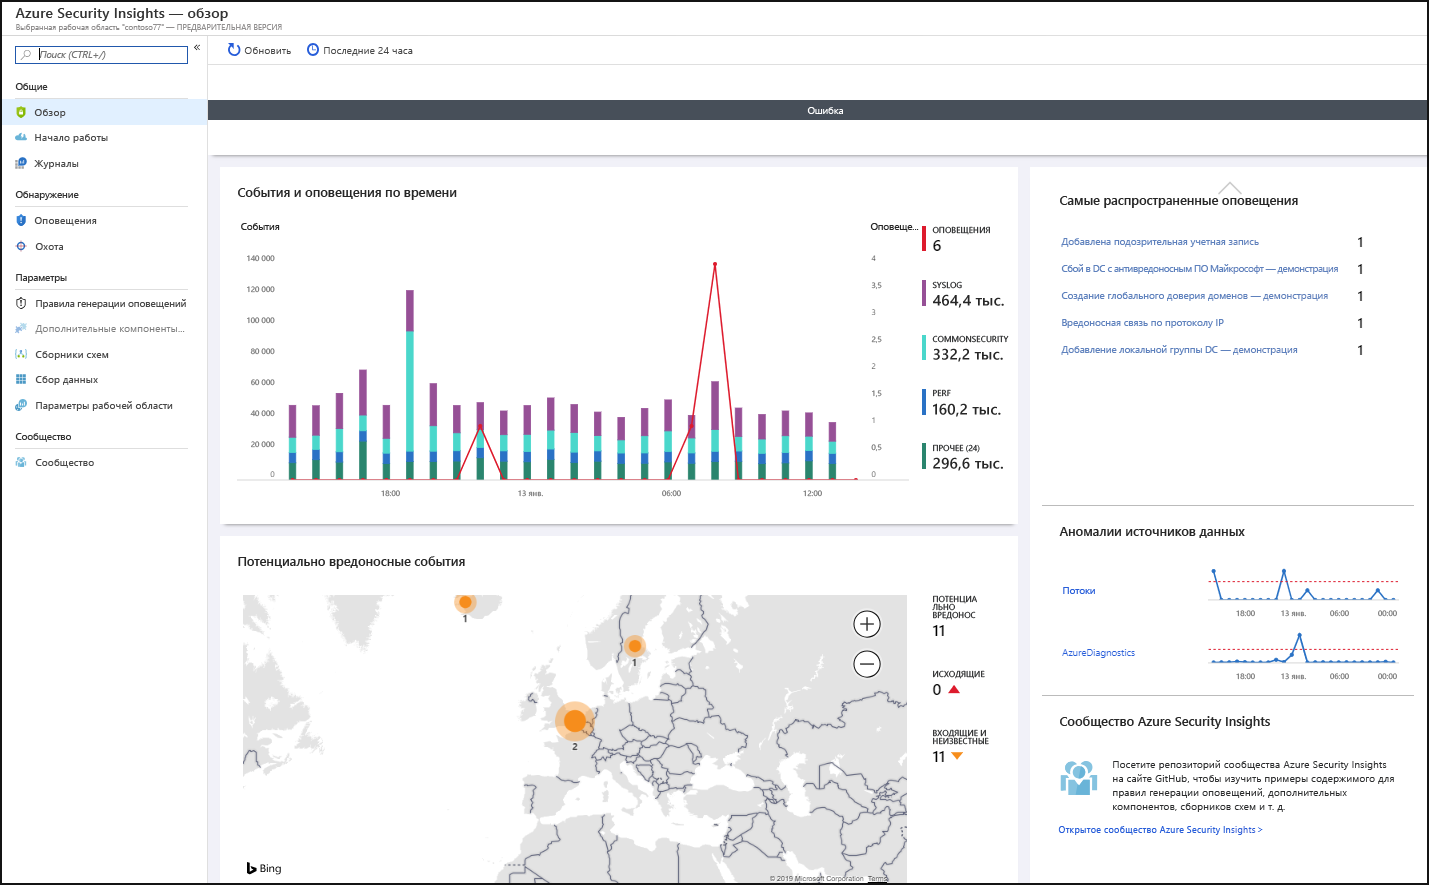 Azure Security Insights — обзор
Выбранная рабочая область "contoso77" — ПРЕДВАРИТЕЛЬНАЯ ВЕРСИЯ
Поиск (CTRL+/)
«
Общие
Обзор
Начало работы
Журналы
Обнаружение
Оповещения
Охота
Параметры
Правила генерации оповещений
Дополнительные компоненты...
Сборники схем
Сбор данных
Параметры рабочей области
Сообщество
Сообщество
Обновить
Последние 24 часа
Ошибка
События и оповещения по времени
События
Оповеще...
140 000
120 000
100 000
80 000
60 000
40 000
20 000
0
4
3,5
3
2,5
2
1,5
1
0,5
0
18:00
13 янв.
06:00
12:00
ОПОВЕЩЕНИЯ
6
SYSLOG
464,4 тыс.
COMMONSECURITY
332,2 тыс.
PERF
160,2 тыс.
ПРОЧЕЕ (24)
296,6 тыс.
Потенциально вредоносные события
1
1
2
Bing
© 2019 Microsoft Corporation Terms
ПОТЕНЦИА
ЛЬНО
ВРЕДОНОС
11
ИСХОДЯЩИЕ
0
ВХОДЯЩИЕ И
НЕИЗВЕСТНЫЕ
11
Самые распространенные оповещения
Добавлена подозрительная учетная запись 1
Сбой в DC с антивредоносным ПО Майкрософт — демонстрация 1
Создание глобального доверия доменов — демонстрация 1
Вредоносная связь по протоколу IP 1
Добавление локальной группы DC — демонстрация 1
Аномалии источников данных
Потоки
18:00 13 янв. 06:00 00:00
AzureDiagnostics
18:00 13 янв. 06:00 00:00
Сообщество Azure Security Insights
Посетите репозиторий сообщества Azure Security Insights
на сайте GitHub, чтобы изучить примеры содержимого для
правил генерации оповещений, дополнительных
компонентов, сборников схем и т. д.
Открытое сообщество Azure Security Insights >